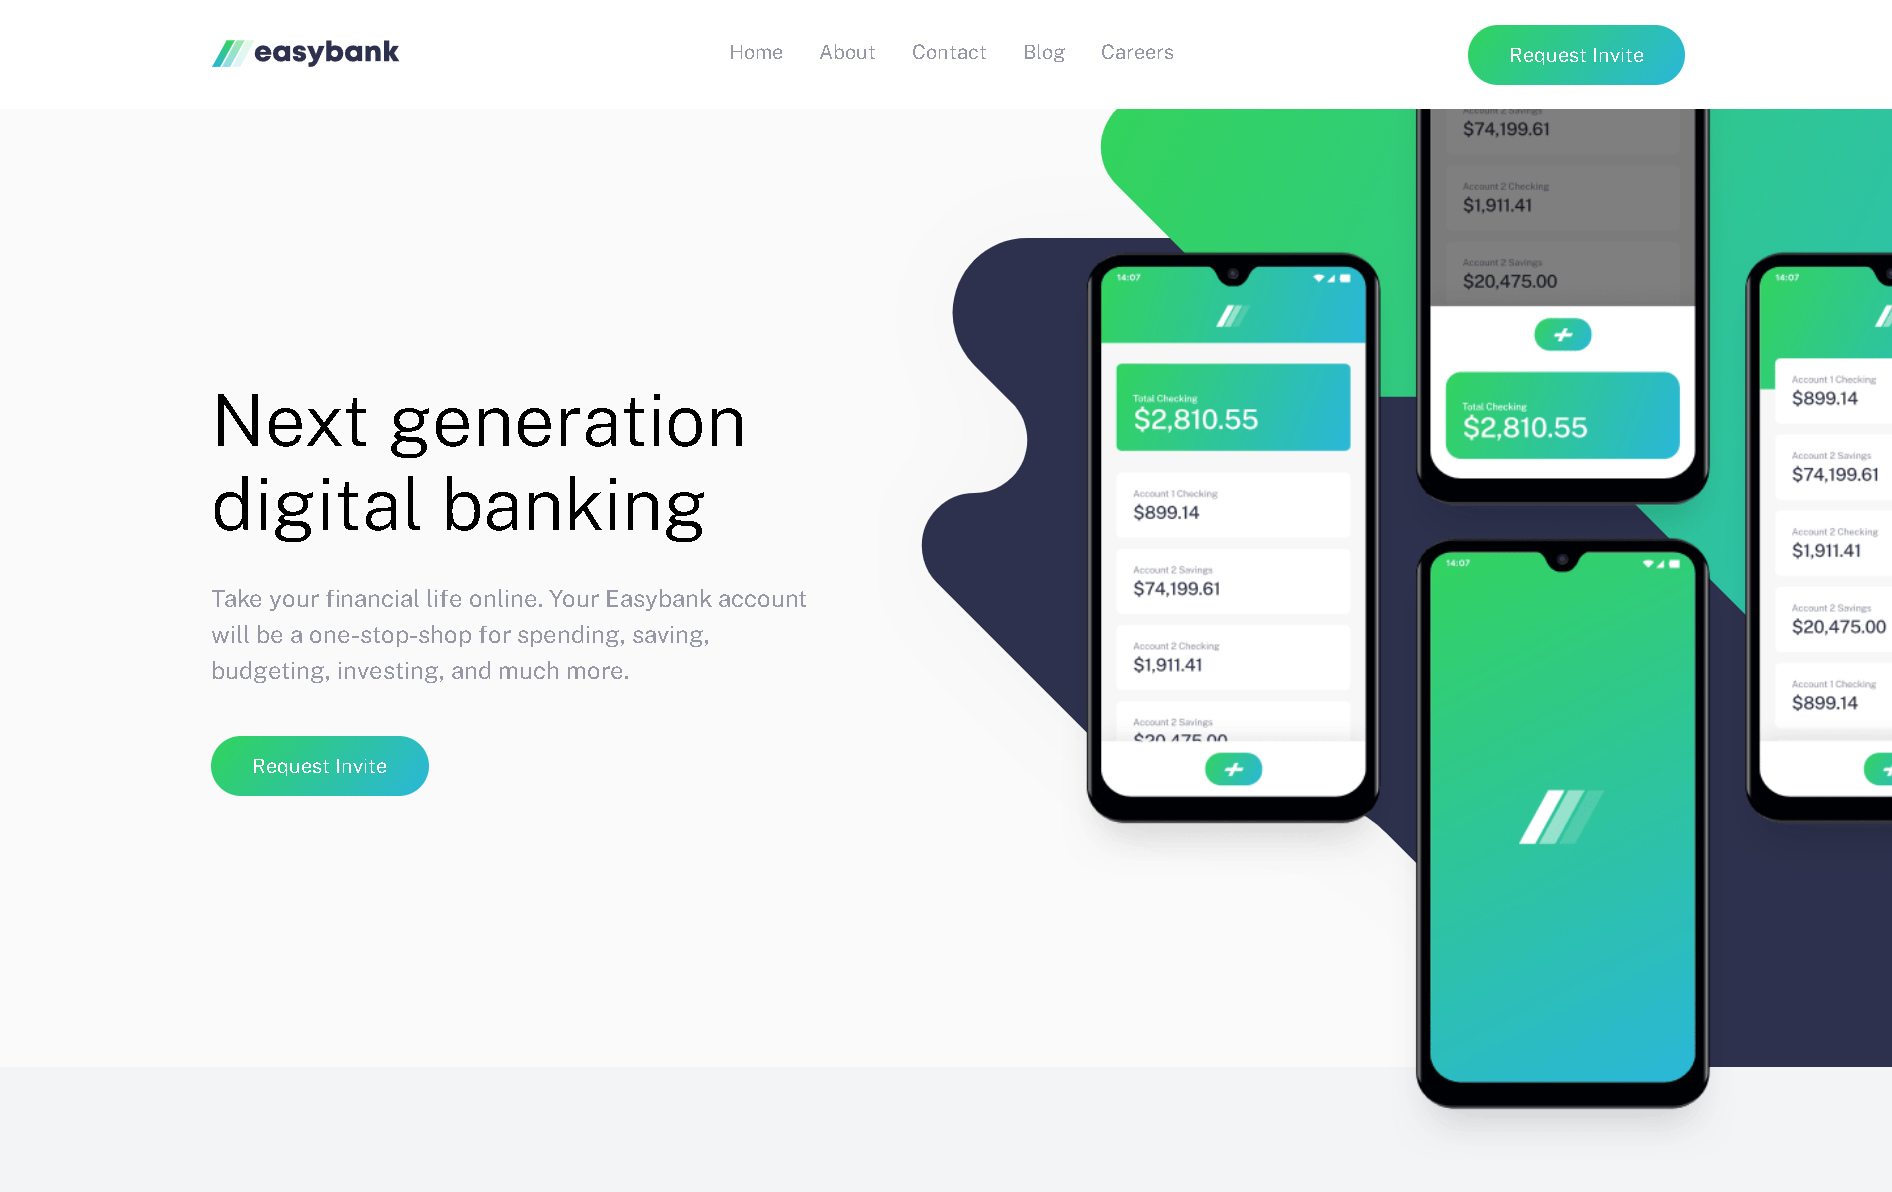 easybank
Home
About
Contact
Blog
Careers
Request Invite
Next generation
digital banking
Take your financial life online. Your Easybank account
will be a one-stop-shop for spending, saving,
budgeting, investing, and much more.
Request Invite
14:07
Total Checking
$2,810.55
Account 1 Checking
$899.14
Account 2 Savings
$74,199.61
Account 2 Checking
$1,911.41
Account 2 Savings
$20,475.00
Account 2 Savings
$74,199.61
Account 2 Checking
$1,911.41
Account 2 Savings
$20,475.00
Total Checking
$2,810.55
14:07
14:07
Account 1 Checking
$899.14
Account 2 Savings
$74,199.61
Account 2 Checking
$1,911.41
Account 2 Savings
$20,475.00
Account 1 Checking
$899.14